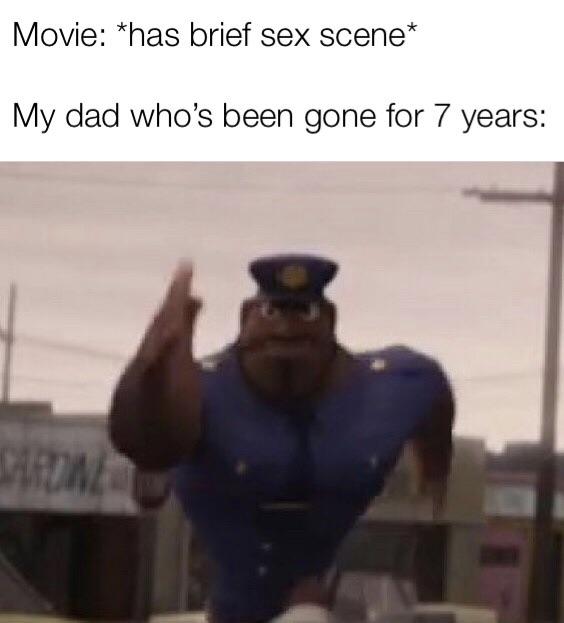 Movie: *has brief sex scene*
My dad who’s been gone for 7 years: